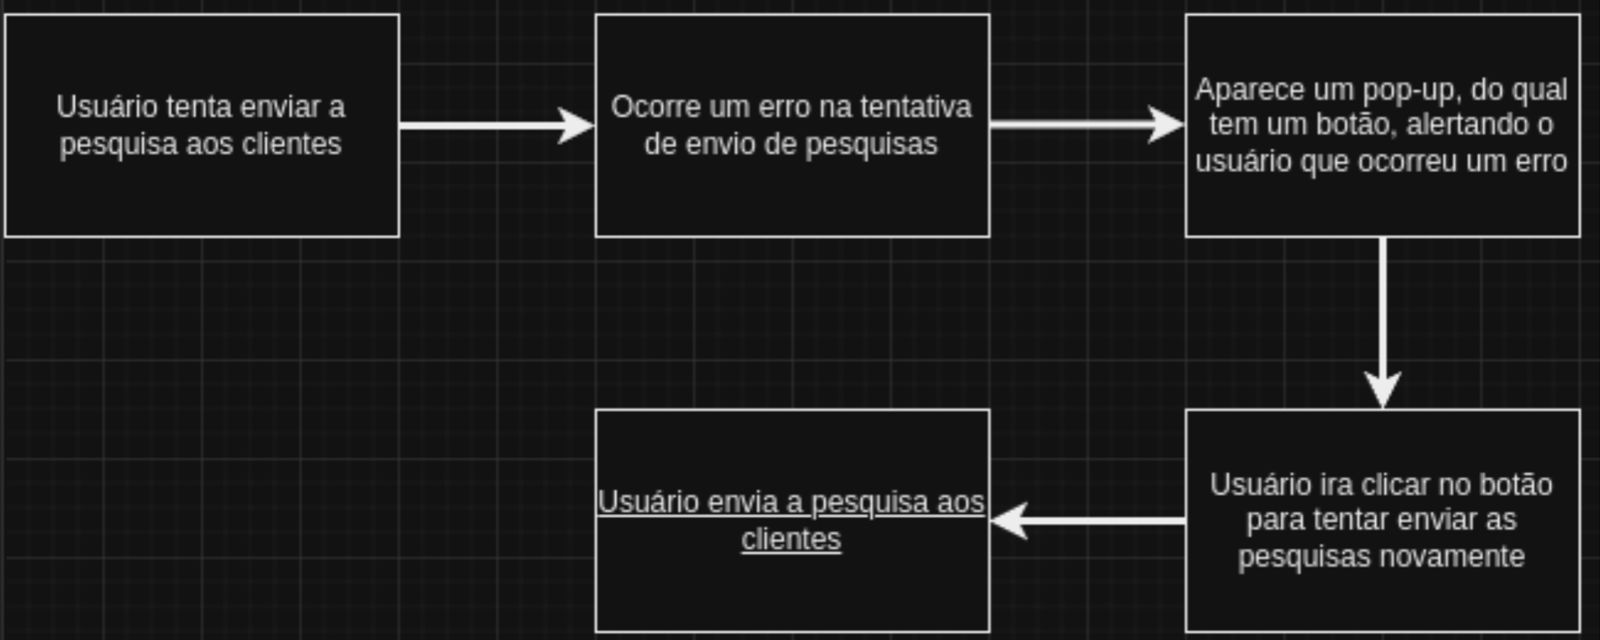 Usuário tenta enviar a
pesquisa aos clientes
Ocorre um erro na tentativa
de envio de pesquisas
Aparece um pop-up, do qual
tem um botão, alertando o
usuário que ocorreu um erro
Usuário ira clicar no botão
para tentar enviar as
pesquisas novamente
Usuário envia a pesquisa aos
clientes